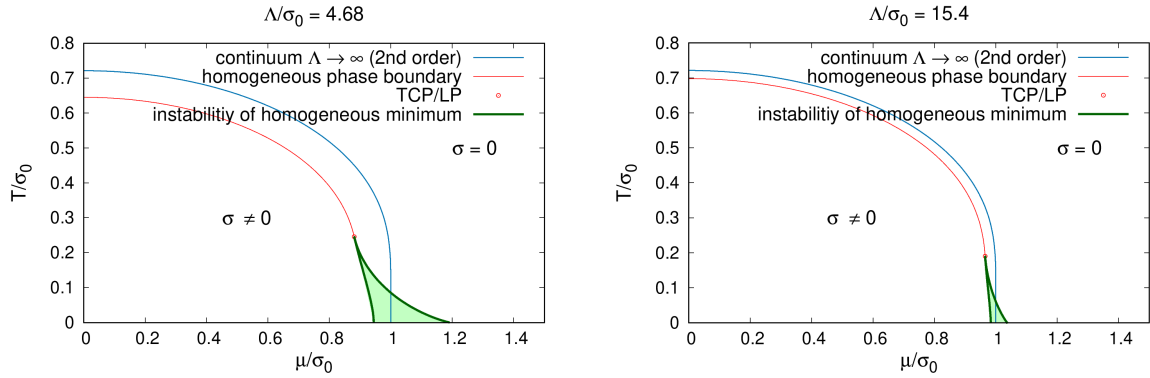 Λ/σ0 = 4.68
continuum Λ → ∞ (2nd order)
homogeneous phase boundary
TCP/LP
instabilitiy of homogeneous minimum
σ = 0
σ ≠ 0
T/σ0
0.8
0.7
0.6
0.5
0.4
0.3
0.2
0.1
0
0 0.2 0.4 0.6 0.8 1 1.2 1.4
μ/σ0
Λ/σ0 = 15.4
continuum Λ → ∞ (2nd order)
homogeneous phase boundary
TCP/LP
instabilitiy of homogeneous minimum
σ = 0
σ ≠ 0
T/σ0
0.8
0.7
0.6
0.5
0.4
0.3
0.2
0.1
0
0 0.2 0.4 0.6 0.8 1 1.2 1.4
μ/σ0